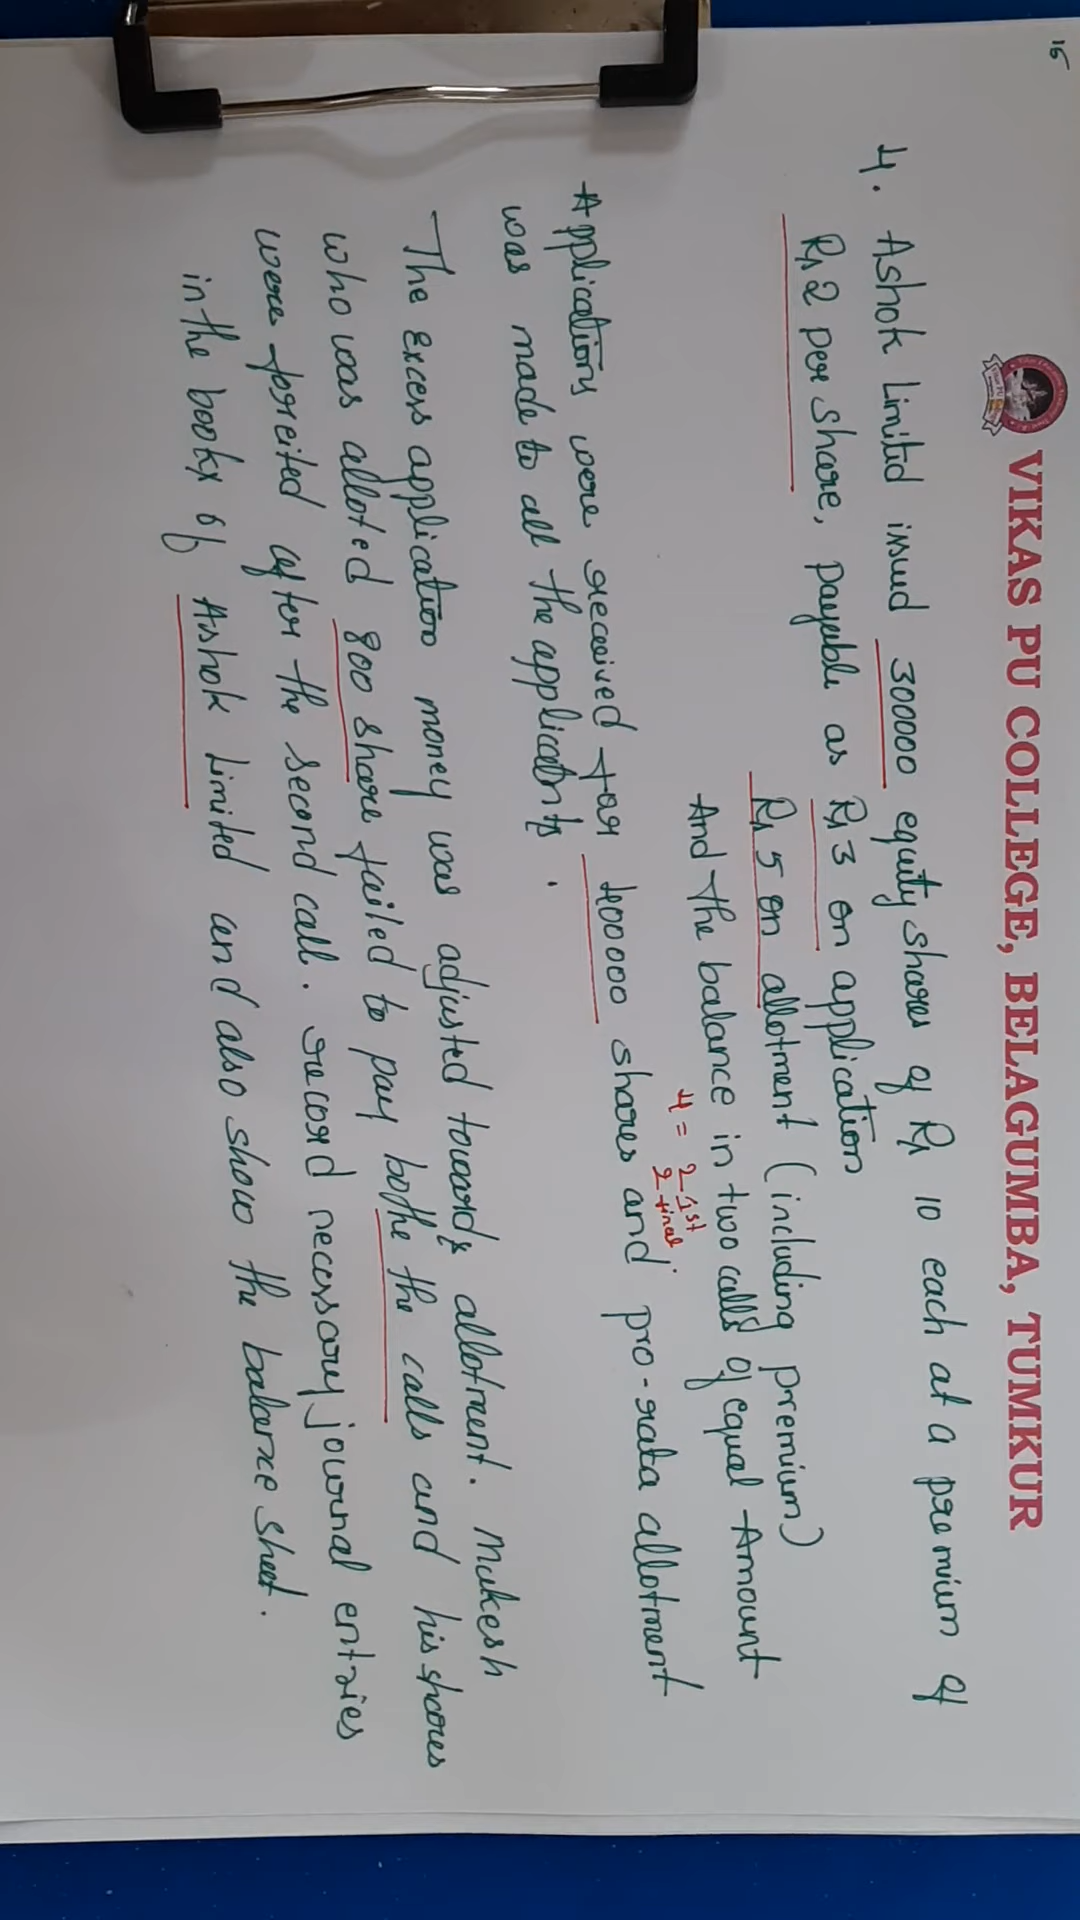 15
VIKAS PU COLLEGE, BELAGUMBA, TUMKUR
4. Ashok Limited issued 300000 equity shares of Rs 10 each at a premium of
Rs 2 per share, payable as Rs 3 on application
Rs 5 on allotment (including premium)
And the balance in two calls of equal Amount
4 = 2 1st
2 final
Applications were received for 400000 shares and pro-rata allotment
was made to all the applicants.
The excess application money was adjusted towards allotment. Mukesh
who was alloted 800 share failed to pay bothe the calls and his shares
were foreited after the second call. record necessary journal entries
in the books of Ashok Limited and also show the balance sheet.